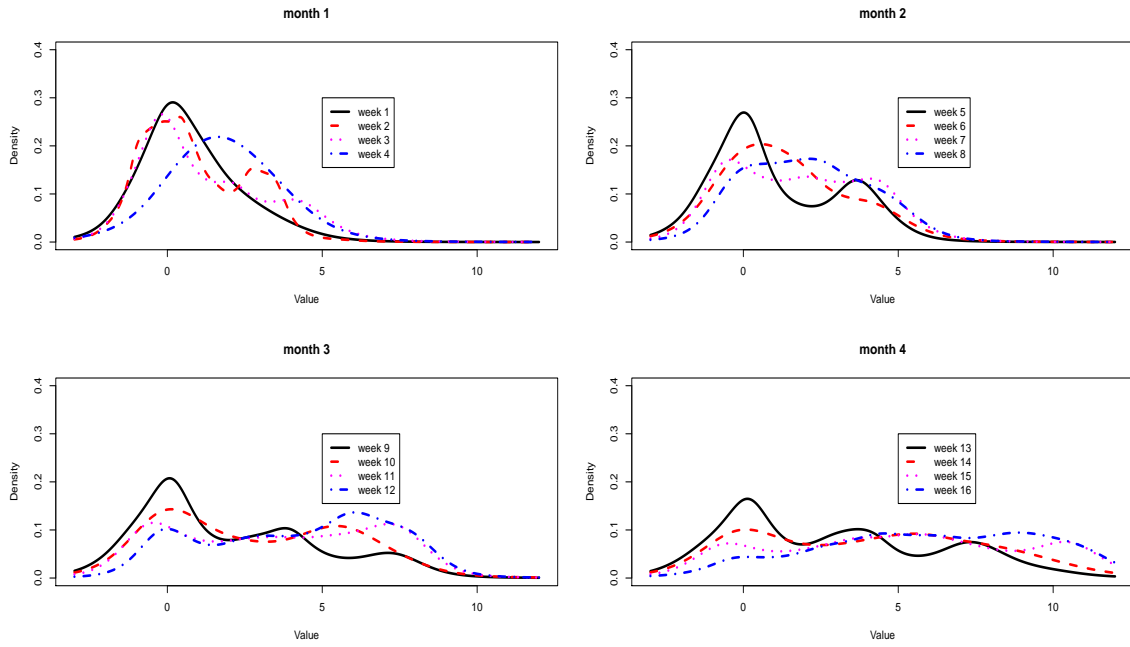 month 1
Density
0.0 0.1 0.2 0.3 0.4
week 1
week 2
week 3
week 4
0 5 10
Value
month 2
Density
0.0 0.1 0.2 0.3 0.4
week 5
week 6
week 7
week 8
0 5 10
Value
month 3
Density
0.0 0.1 0.2 0.3 0.4
week 9
week 10
week 11
week 12
0 5 10
Value
month 4
Density
0.0 0.1 0.2 0.3 0.4
week 13
week 14
week 15
week 16
0 5 10
Value